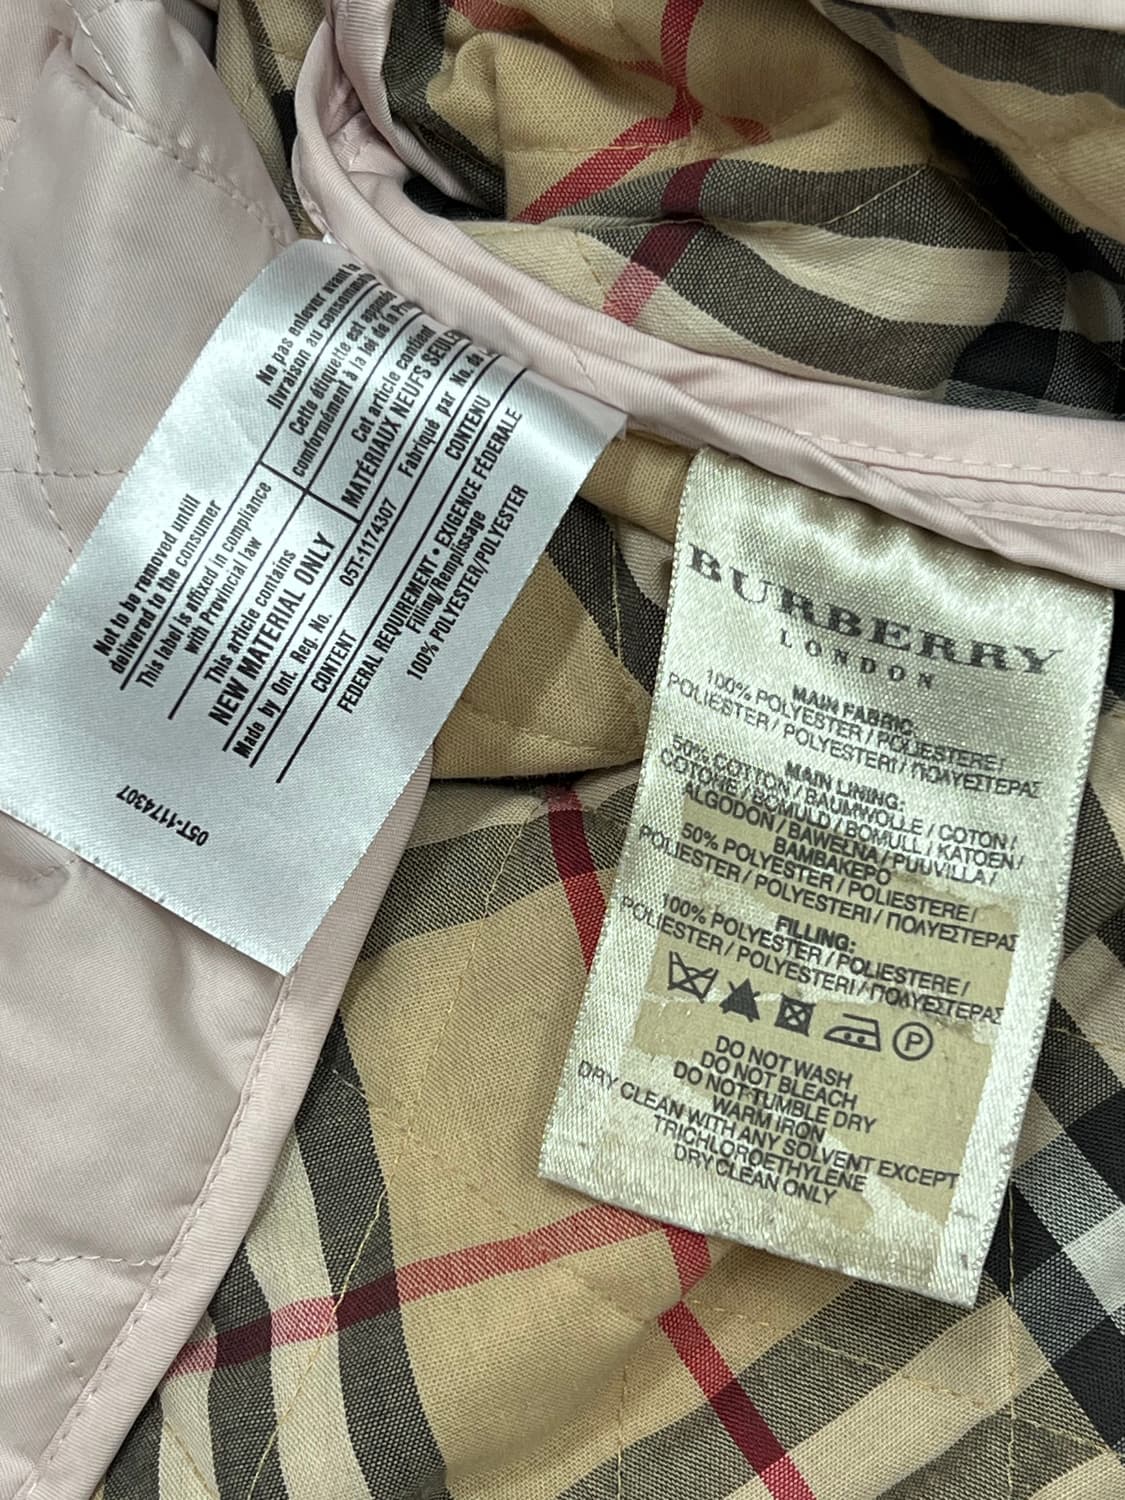 Ne pas enlever avant
livraison au consommateur
Cette étiquette est apposée
conformément à la loi de la
Cet article contient
MATÉRIAUX NEUFS SEULEMENT
Fabriqué par No. de
CONTENU
Not to be removed untill
delivered to the consumer
This label is affixed in compliance
with Provincial law
This article contains
NEW MATERIAL ONLY
Made by Ont. Reg. No. 05T-1174307
CONTENT
FEDERAL REQUIREMENT • EXIGENCE FÉDERALE
Filling/Remplissage
100% POLYESTER/POLYESTER
05T-1174307
BURBERRY
LONDON
MAIN FABRIC:
100% POLYESTER / POLIESTERE /
POLIESTER / POLYESTERI / ΠΟΛΥΕΣΤΕΡΑΣ
MAIN LINING:
50% COTTON / BAUMWOLLE / COTON /
COTONE / BOMULD / BOMULL / KATOEN /
ALGODON / BAWEŁNA / PUUVILLA /
ΒΑΜΒΑΚΕΡΟ
50% POLYESTER / POLIESTERE /
POLIESTER / POLYESTERI / ΠΟΛΥΕΣΤΕΡΑΣ
FILLING:
100% POLYESTER / POLIESTERE /
POLIESTER / POLYESTERI / ΠΟΛΥΕΣΤΕΡΑΣ
P
DO NOT WASH
DO NOT BLEACH
DO NOT TUMBLE DRY
WARM IRON
DRY CLEAN WITH ANY SOLVENT EXCEPT
TRICHLOROETHYLENE
DRY CLEAN ONLY